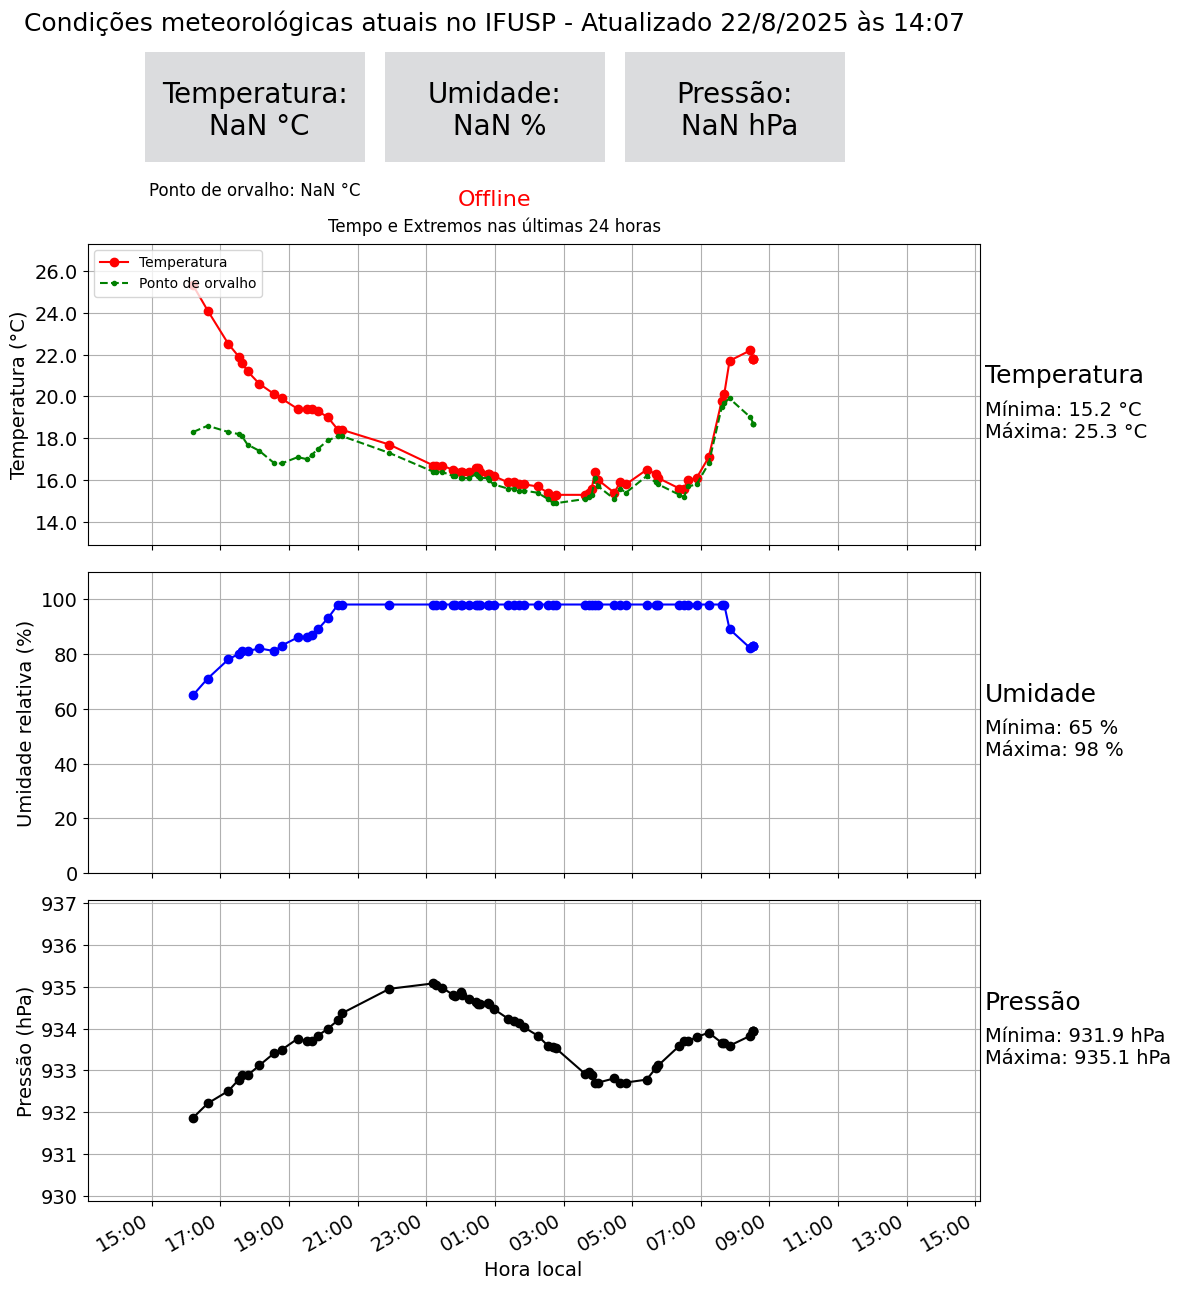 Condições meteorológicas atuais no IFUSP - Atualizado 22/8/2025 às 14:07
Temperatura:
NaN °C
Umidade:
NaN %
Pressão:
NaN hPa
Ponto de orvalho: NaN °C
Offline
Tempo e Extremos nas últimas 24 horas
Temperatura
Ponto de orvalho
Temperatura (°C)
26.0
24.0
22.0
20.0
18.0
16.0
14.0
Temperatura
Mínima: 15.2 °C
Máxima: 25.3 °C
Umidade relativa (%)
100
80
60
40
20
0
Umidade
Mínima: 65 %
Máxima: 98 %
Pressão (hPa)
937
936
935
934
933
932
931
930
Pressão
Mínima: 931.9 hPa
Máxima: 935.1 hPa
15:00 17:00 19:00 21:00 23:00 01:00 03:00 05:00 07:00 09:00 11:00 13:00 15:00
Hora local